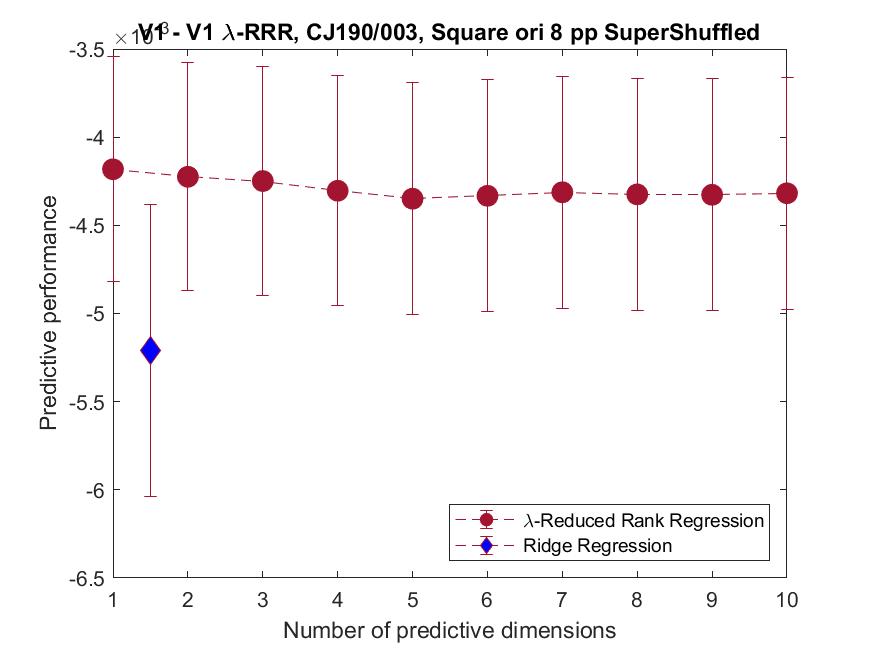 V1 - V1 λ-RRR, CJ190/003, Square ori 8 pp SuperShuffled
×10-3
-3.5
-4
-4.5
-5
-5.5
-6
-6.5
Predictive performance
λ-Reduced Rank Regression
Ridge Regression
1 2 3 4 5 6 7 8 9 10
Number of predictive dimensions